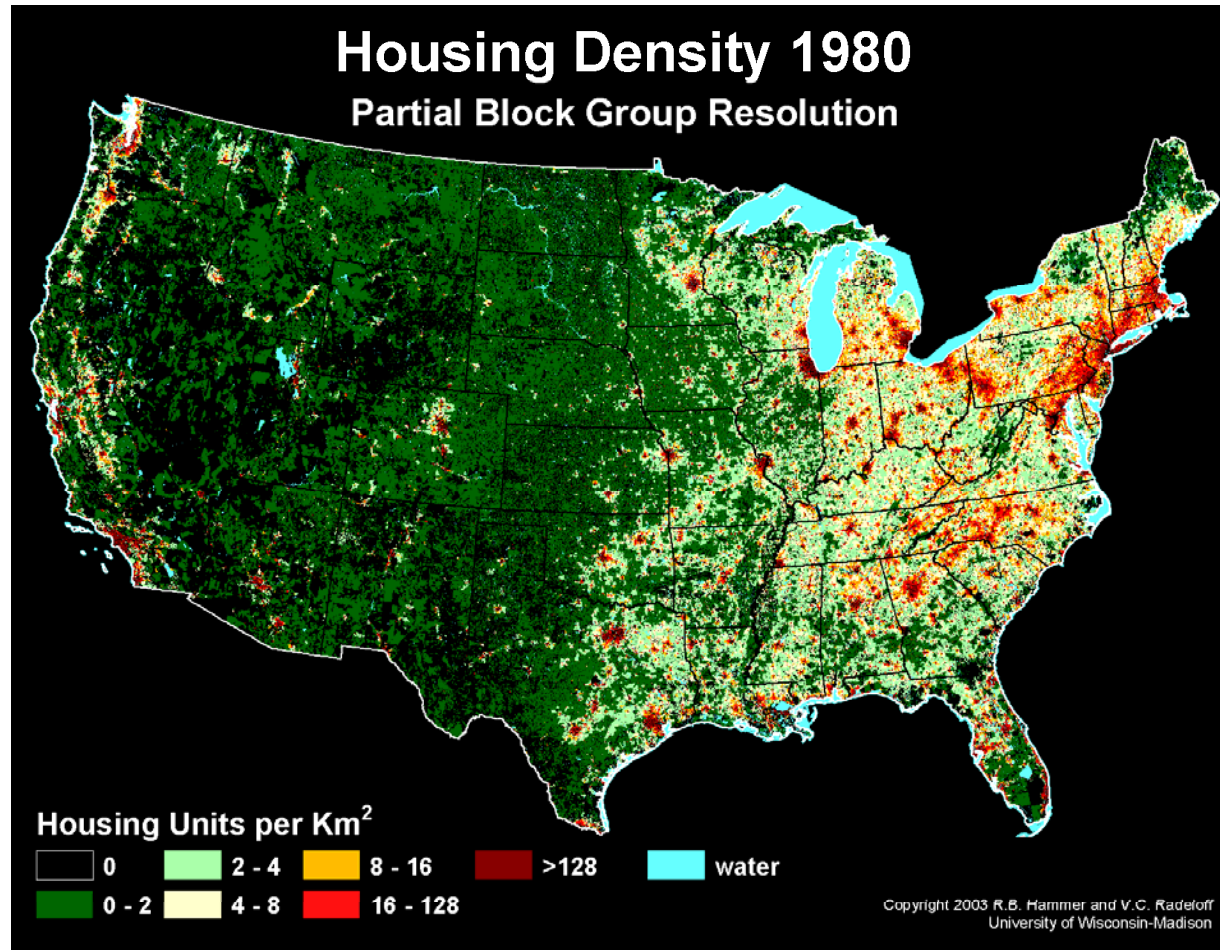 Housing Density 1980
Partial Block Group Resolution
Housing Units per Km²
0
2 - 4
8 - 16
>128
water
0 - 2
4 - 8
16 - 128
Copyright 2003 R.B. Hammer and V.C. Radeloff
University of Wisconsin-Madison